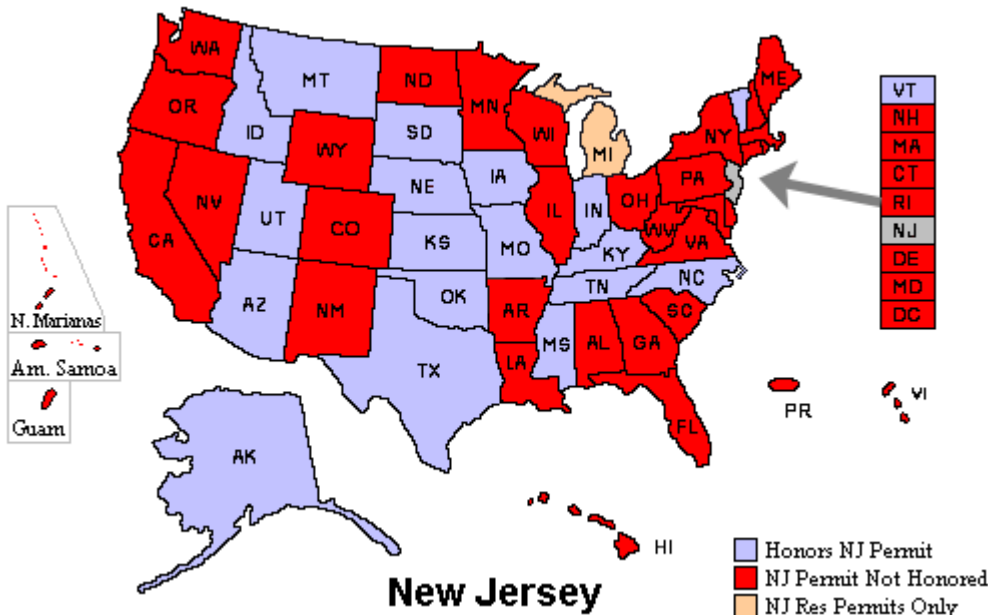 WA
MT
ND
MN
ME
OR
ID
SD
WI
MI
NY
WY
IA
PA
NE
IL
IN
OH
NV
UT
CO
WV
VA
CA
KS
MO
KY
NC
TN
AZ
NM
OK
AR
SC
MS
AL
GA
TX
LA
FL
AK
HI
PR
VI
N. Marianas
Am. Samoa
Guam
VT
NH
MA
CT
RI
NJ
DE
MD
DC
Honors NJ Permit
NJ Permit Not Honored
NJ Res Permits Only
New Jersey